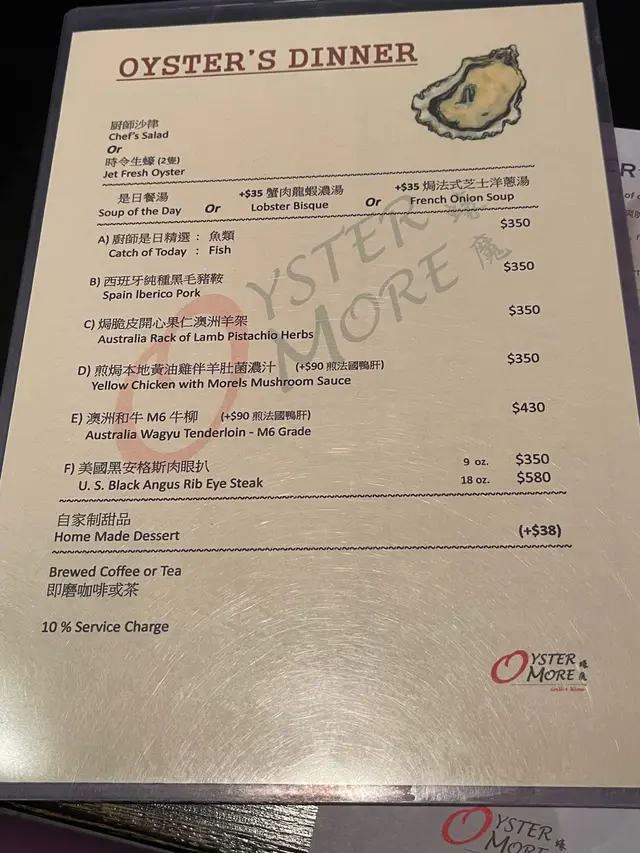 OYSTER'S DINNER
廚師沙律
Chef's Salad
Or
時令生蠔 (2隻)
Jet Fresh Oyster
是日餐湯 Or +$35 蟹肉龍蝦濃湯 Or +$35 焗法式芝士洋蔥湯
Soup of the Day Lobster Bisque French Onion Soup
A) 廚師是日精選 : 魚類 $350
Catch of Today : Fish
B) 西班牙純種黑毛豬鞍 $350
Spain Iberico Pork
C) 焗脆皮開心果仁澳洲羊架 $350
Australia Rack of Lamb Pistachio Herbs
D) 煎焗本地黃油雞伴羊肚菌濃汁 (+$90 煎法國鴨肝) $350
Yellow Chicken with Morels Mushroom Sauce
E) 澳洲和牛 M6 牛柳 (+$90 煎法國鴨肝) $430
Australia Wagyu Tenderloin - M6 Grade
F) 美國黑安格斯肉眼扒 9 oz. $350
U. S. Black Angus Rib Eye Steak 18 oz. $580
自家制甜品
Home Made Dessert (+$38)
Brewed Coffee or Tea
即磨咖啡或茶
10 % Service Charge
OYSTER 蠔
MORE 魔
OYSTER 蠔
MORE 魔
OYSTER 蠔
MORE